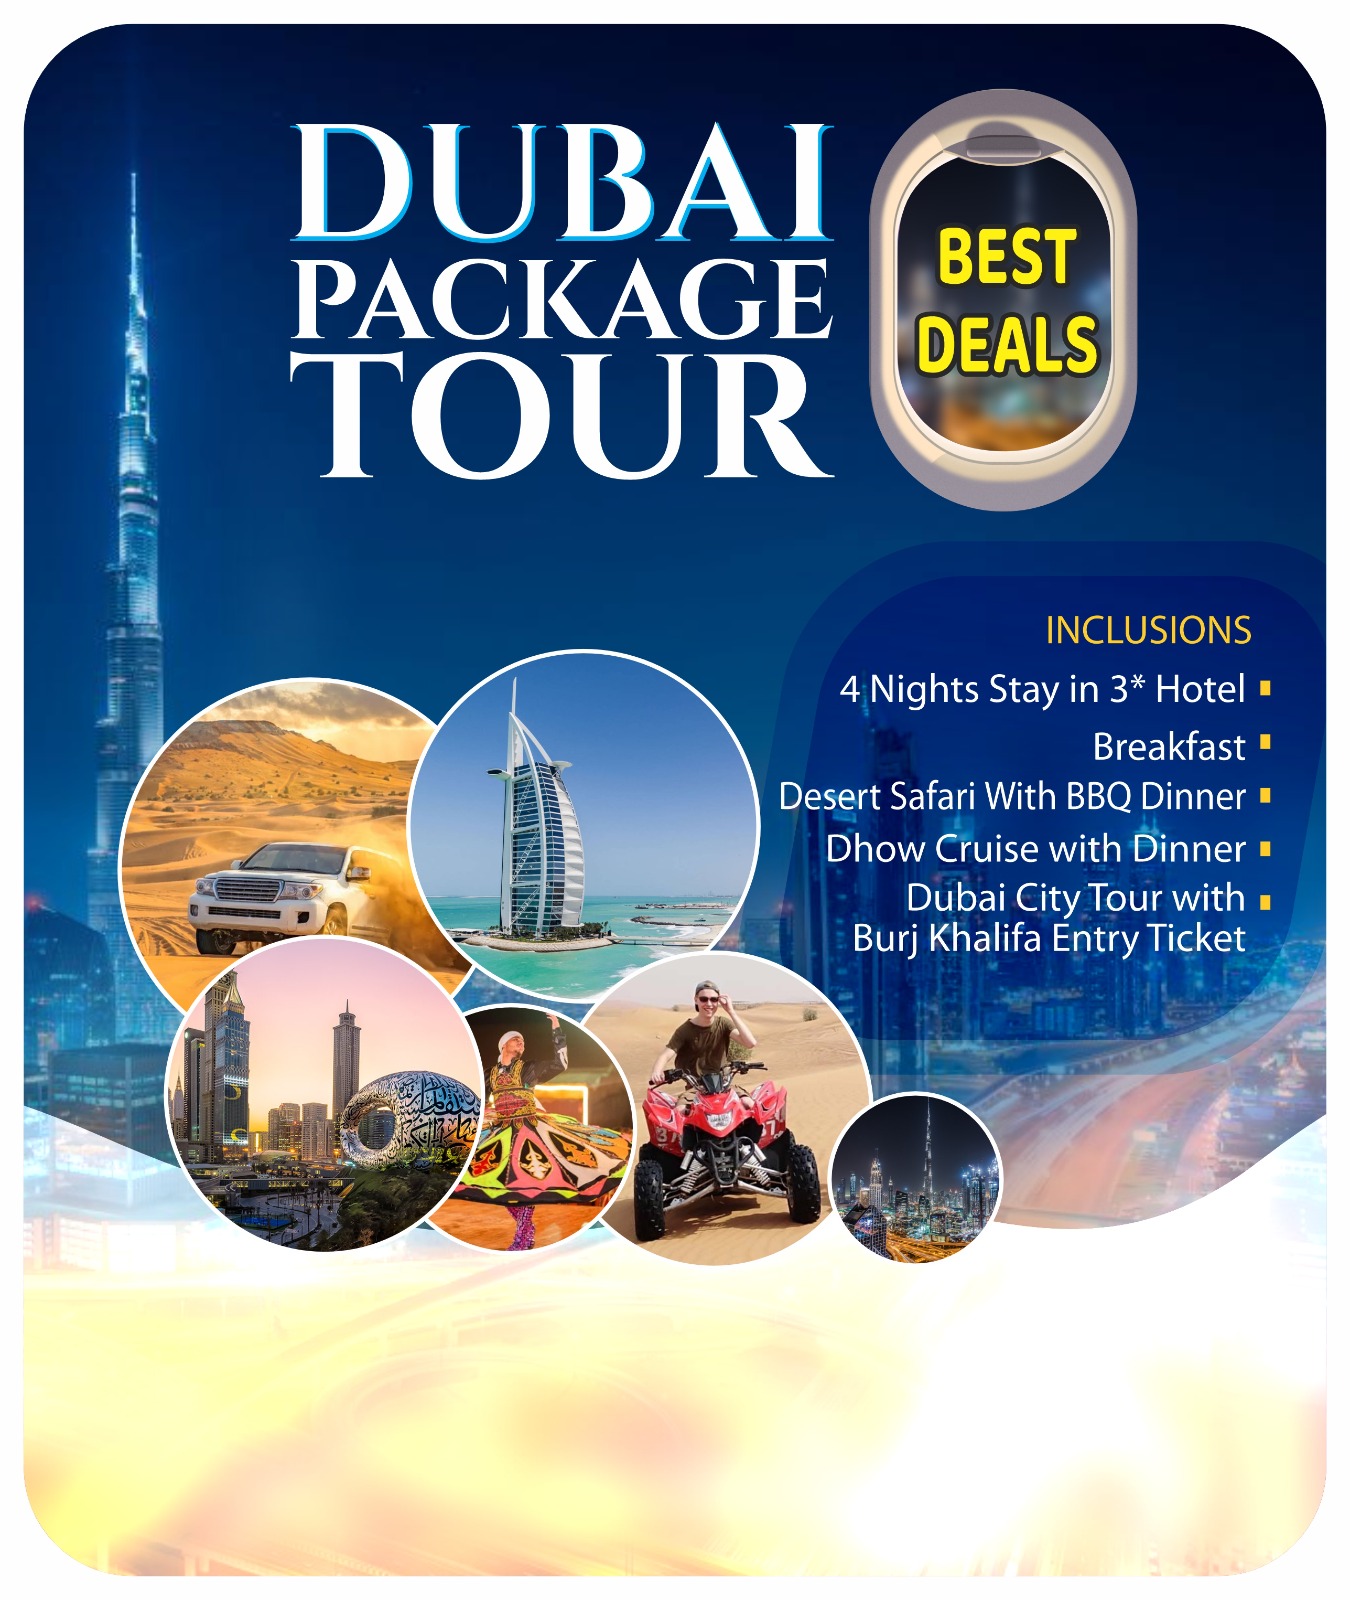 DUBAI
PACKAGE
TOUR
BEST
DEALS
INCLUSIONS
4 Nights Stay in 3* Hotel
Breakfast
Desert Safari With BBQ Dinner
Dhow Cruise with Dinner
Dubai City Tour with
Burj Khalifa Entry Ticket